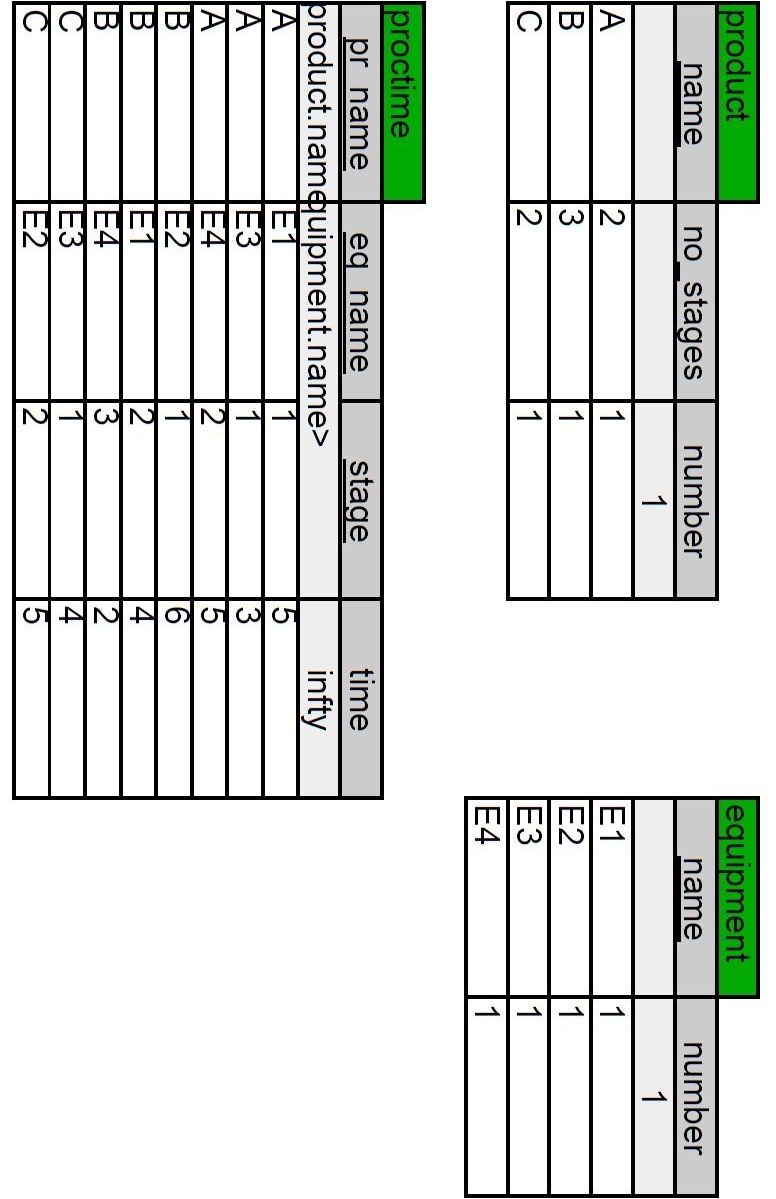 product
name no_stages number
1
A 2 1
B 3 1
C 2 1
equipment
name number
1
E1 1
E2 1
E3 1
E4 1
proctime
pr_name eq_name stage time
product.name quipment.name> infty
A E1 1 5
A E3 1 3
A E4 2 5
B E2 1 6
B E1 2 4
B E4 3 2
C E3 1 4
C E2 2 5